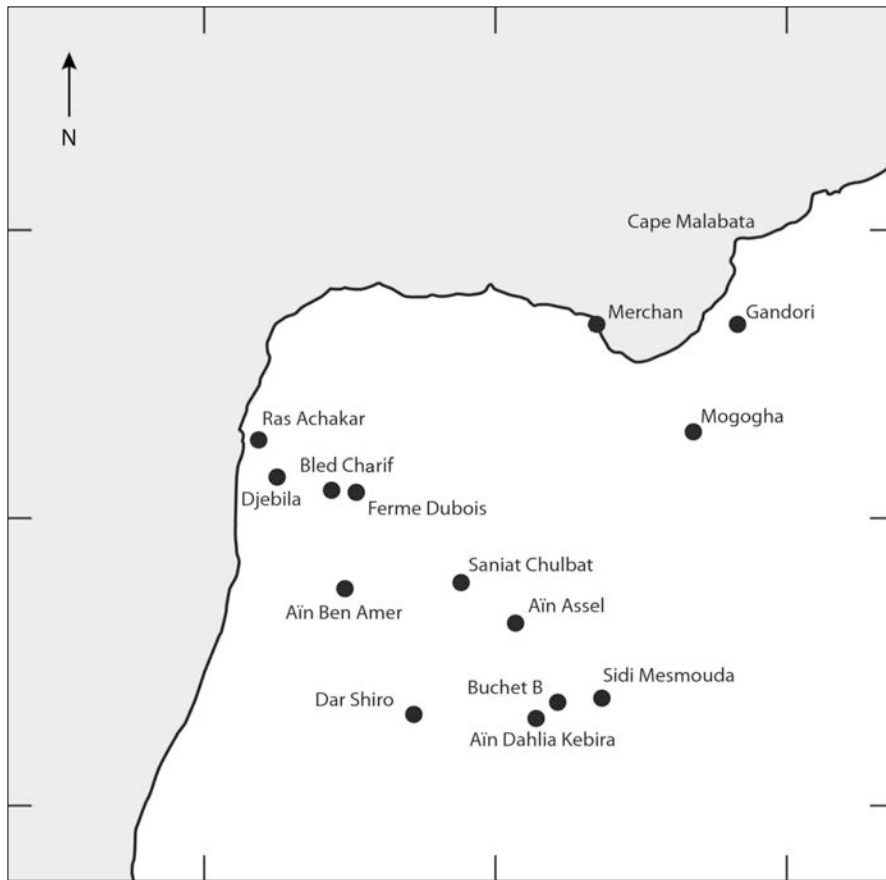 N
Cape Malabata
Merchan
Gandori
Ras Achakar
Mogogha
Bled Charif
Djebila
Ferme Dubois
Saniat Chulbat
Aïn Ben Amer
Aïn Assel
Sidi Mesmouda
Buchet B
Dar Shiro
Aïn Dahlia Kebira